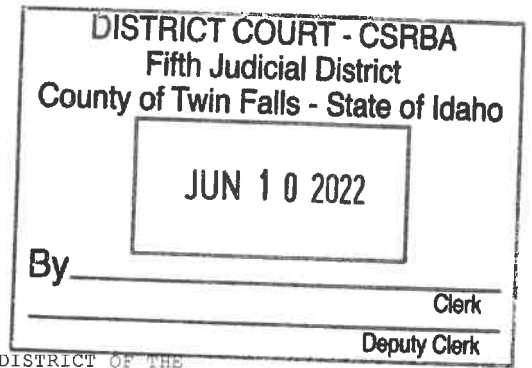 DISTRICT COURT - CSRBA
Fifth Judicial District
County of Twin Falls - State of Idaho
JUN 10 2022
By
Clerk
Deputy Clerk
DISTRICT OF THE